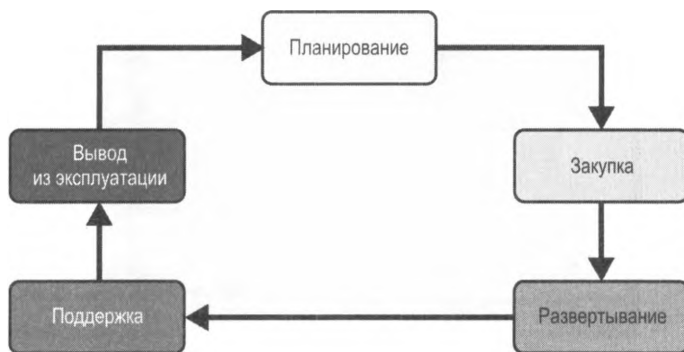 Планирование
Вывод
из эксплуатации
Закупка
Поддержка
Развертывание